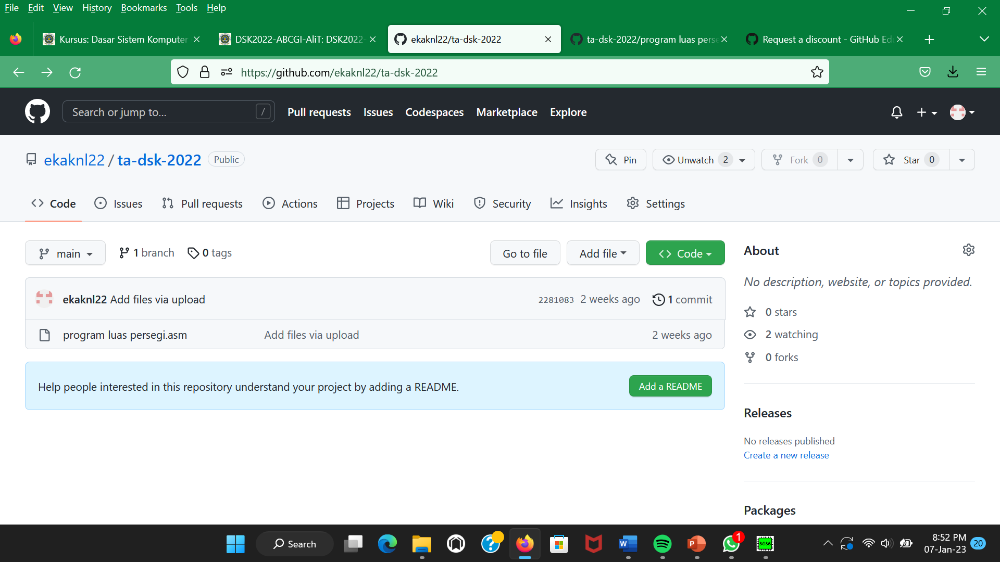 File Edit View History Bookmarks Tools Help
Kursus: Dasar Sistem Komputer
DSK2022-ABCGI-AliT: DSK2022-
ekaknl22/ta-dsk-2022
ta-dsk-2022/program luas perse
Request a discount - GitHub Edu
https://github.com/ekaknl22/ta-dsk-2022
Search or jump to... /
Pull requests Issues Codespaces Marketplace Explore
ekaknl22 / ta-dsk-2022 Public
Pin Unwatch 2 Fork 0 Star 0
Code Issues Pull requests Actions Projects Wiki Security Insights Settings
main 1 branch 0 tags
Go to file Add file Code
ekaknl22 Add files via upload 2281083 2 weeks ago 1 commit
program luas persegi.asm Add files via upload 2 weeks ago
Help people interested in this repository understand your project by adding a README.
Add a README
About
No description, website, or topics provided.
0 stars
2 watching
0 forks
Releases
No releases published
Create a new release
Packages
Search
W
P
1
8086
8:52 PM
07-Jan-23
20